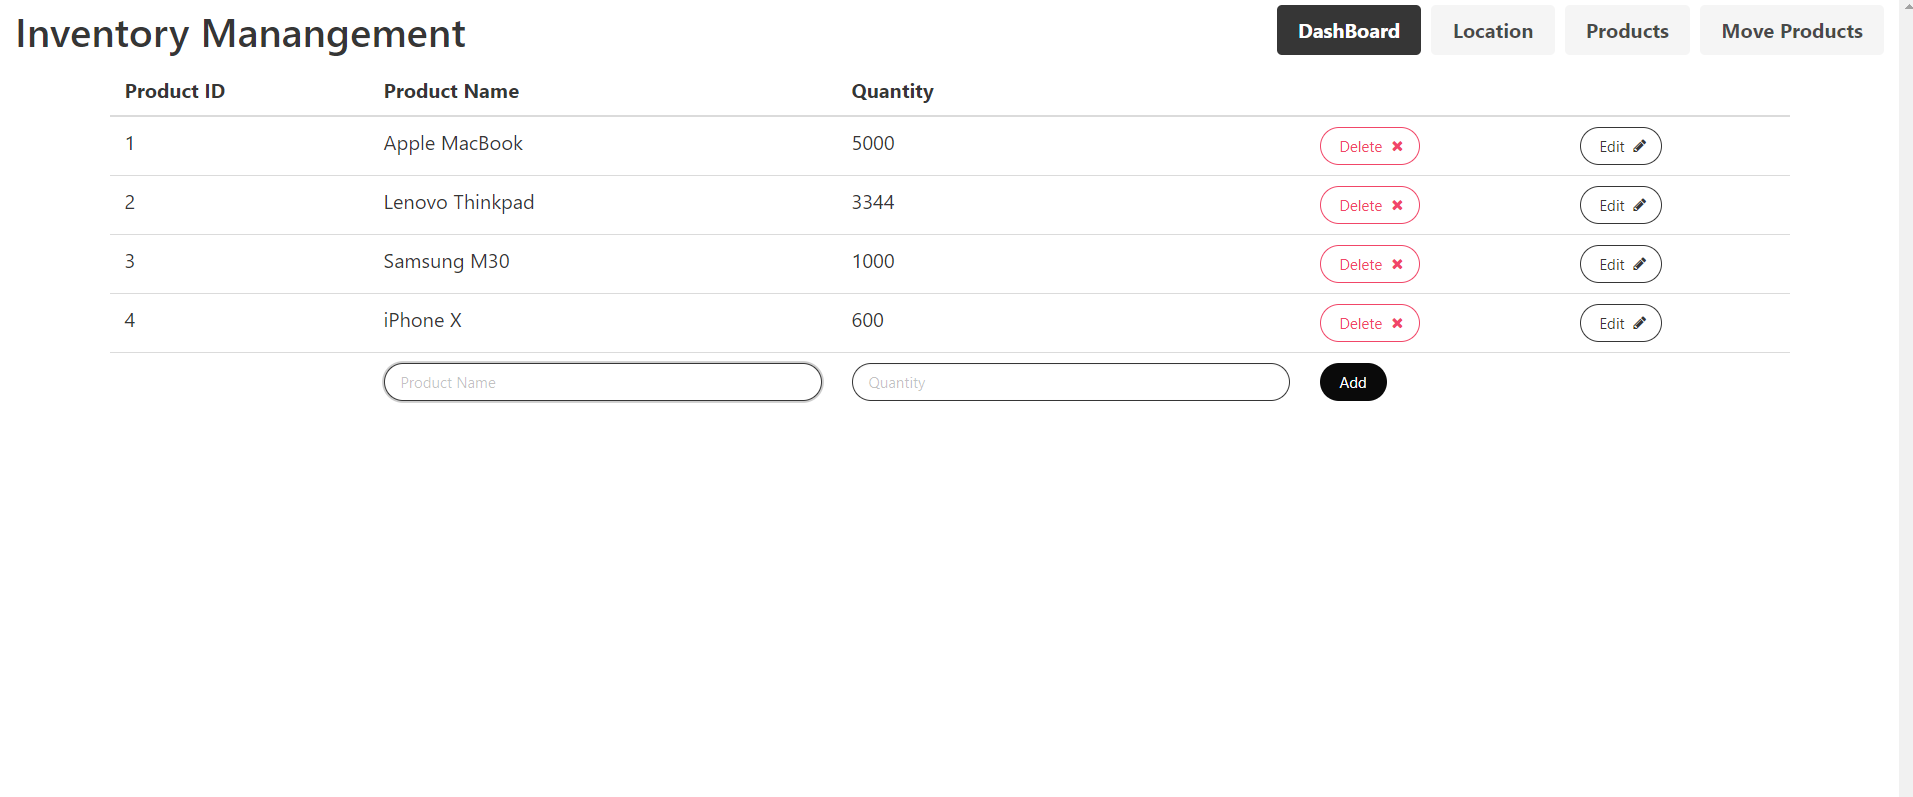 Inventory Manangement
DashBoard Location Products Move Products
Product ID Product Name Quantity
1 Apple MacBook 5000 Delete Edit
2 Lenovo Thinkpad 3344 Delete Edit
3 Samsung M30 1000 Delete Edit
4 iPhone X 600 Delete Edit
Product Name Quantity Add